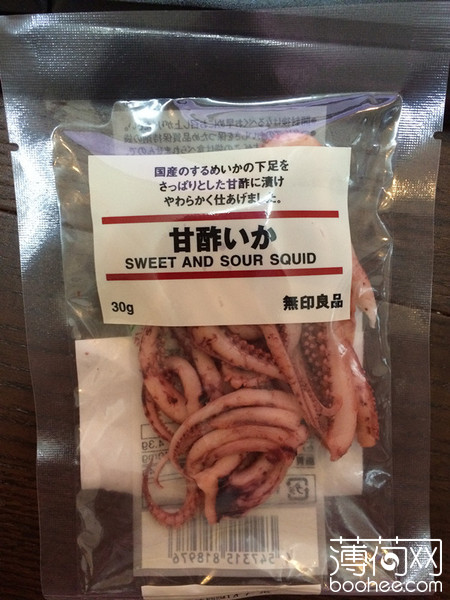 国産のするめいかの下足を
さっぱりとした甘酢に漬け
やわらかく仕あげました。
甘酢いか
SWEET AND SOUR SQUID
30g
無印良品
547315 818976
薄荷网
boohee.com